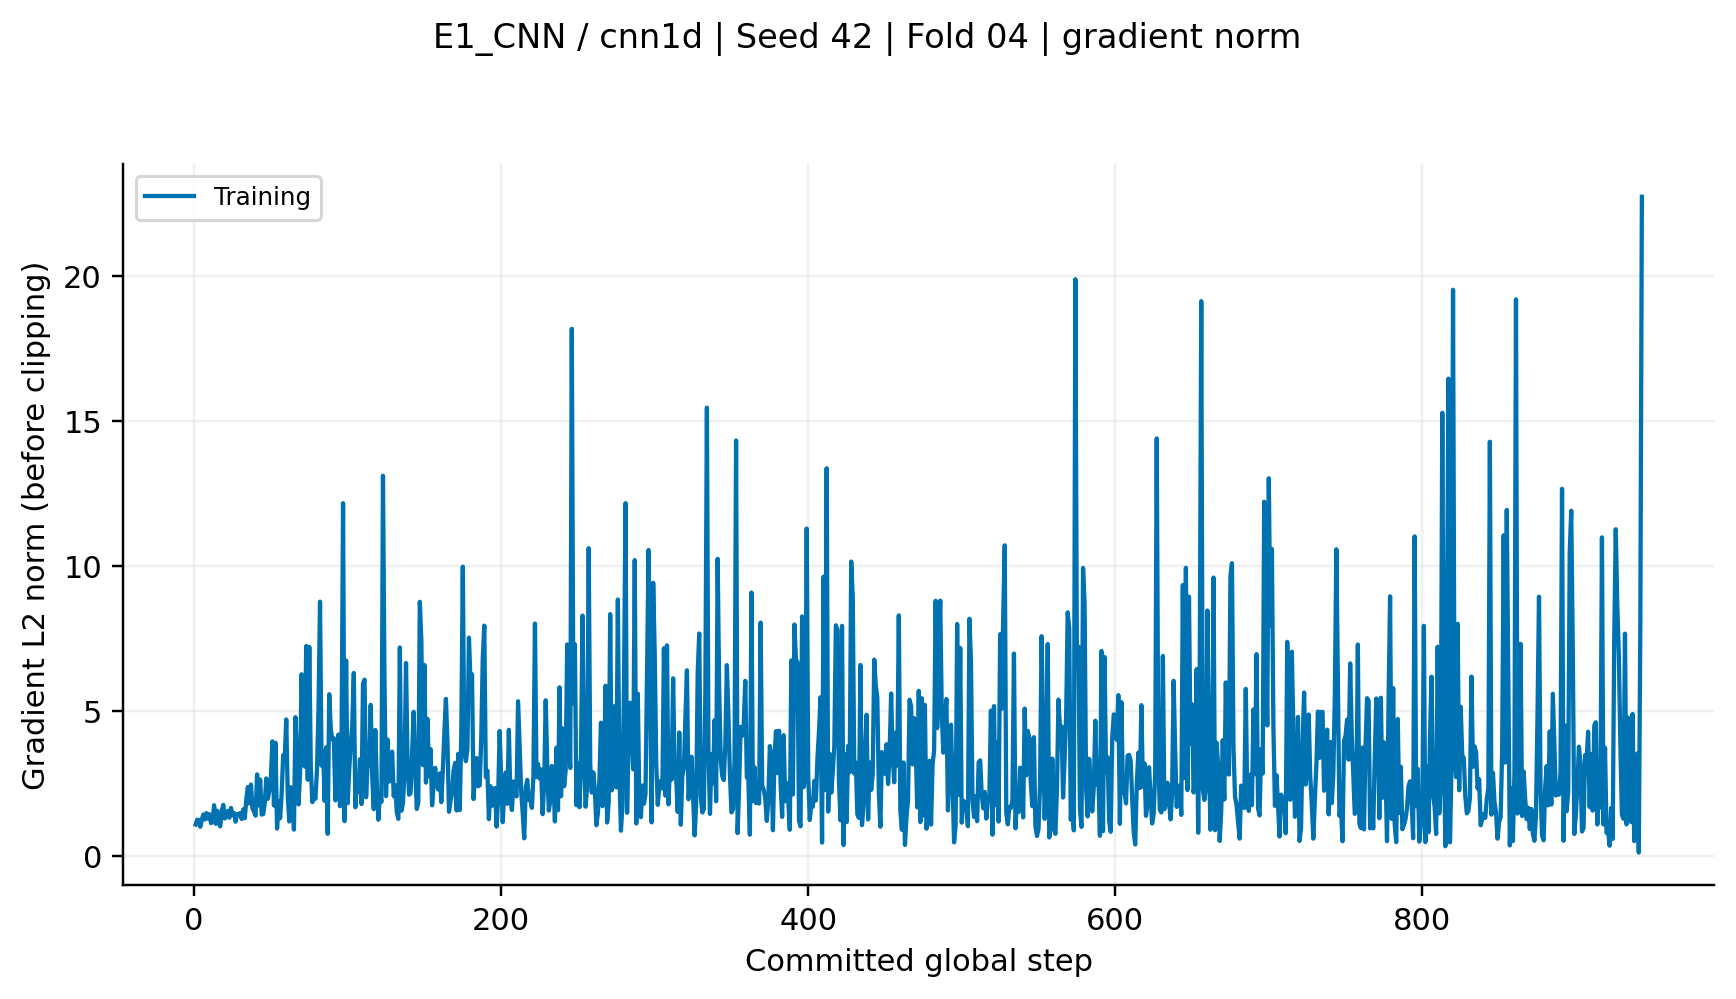 E1_CNN / cnn1d | Seed 42 | Fold 04 | gradient norm
Training
Gradient L2 norm (before clipping)
20
15
10
5
0
0 200 400 600 800
Committed global step